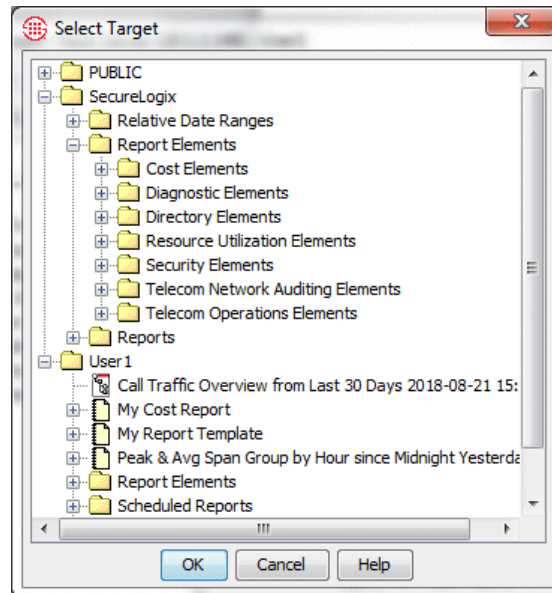 Select Target
PUBLIC
SecureLogix
Relative Date Ranges
Report Elements
Cost Elements
Diagnostic Elements
Directory Elements
Resource Utilization Elements
Security Elements
Telecom Network Auditing Elements
Telecom Operations Elements
Reports
User1
Call Traffic Overview from Last 30 Days 2018-08-21 15:
My Cost Report
My Report Template
Peak & Avg Span Group by Hour since Midnight Yesterda
Report Elements
Scheduled Reports
OK Cancel Help